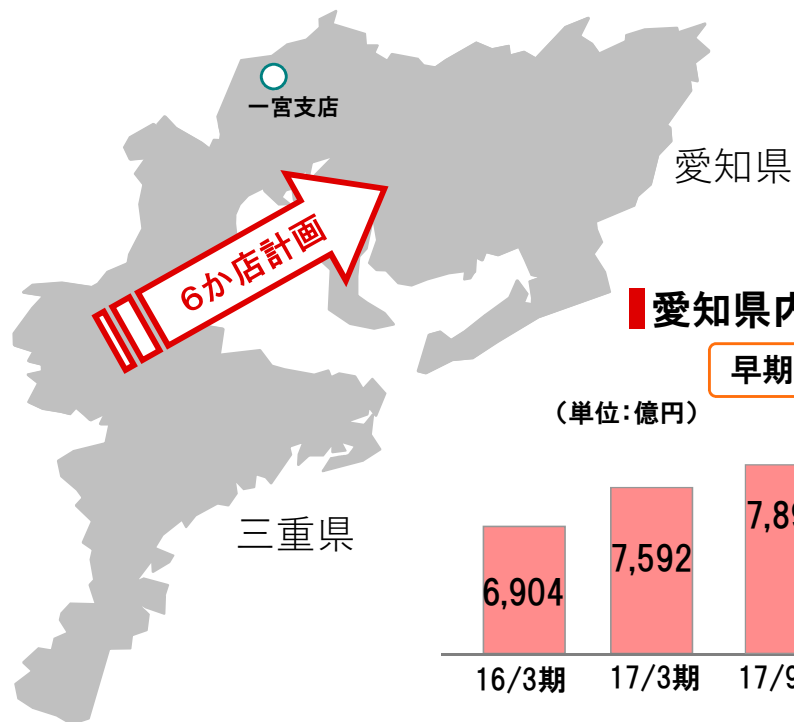 一宮支店
愛知県
6か店計画
愛知県内
早期
（単位：億円）
三重県
6,904
7,592
7,89
16/3期
17/3期
17/9